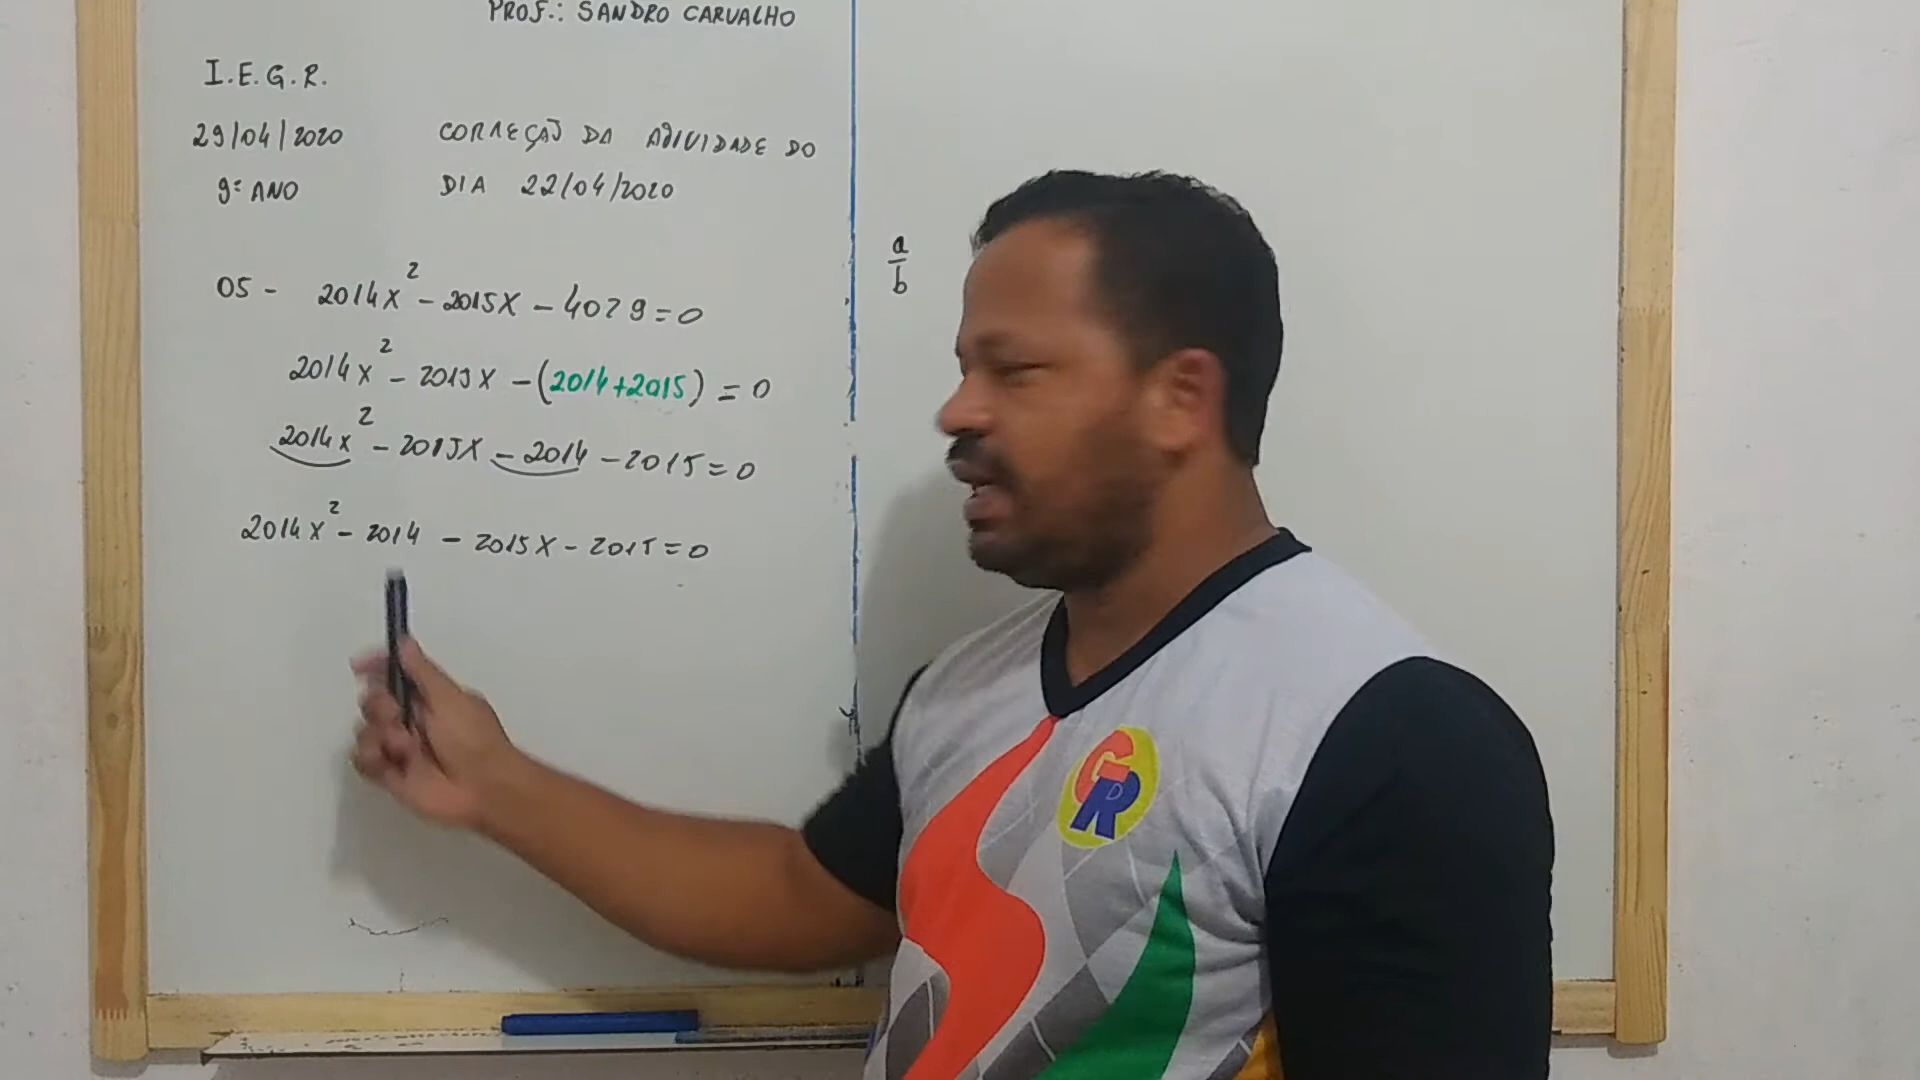 PROF.: SANDRO CARVALHO
I.E.G.R.
29/04/2020
CORREÇÃO DA ATIVIDADE DO
9º ANO
DIA 22/04/2020
a
b
05 - 2014x² - 2015x - 4029 = 0
2014x² - 2015x - (2014+2015) = 0
2014x² - 2015x - 2014 - 2015 = 0
2014x² - 2014 - 2015x - 2015 = 0
GDR